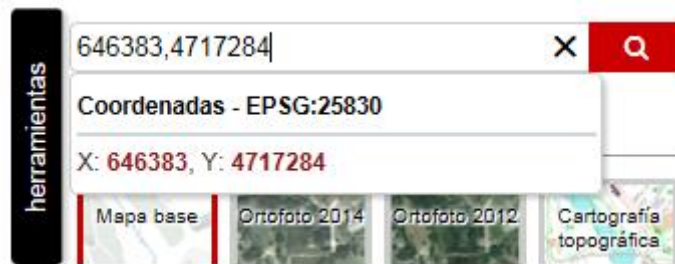 herramientas
646383,4717284
Coordenadas - EPSG:25830
X: 646383, Y: 4717284
Mapa base
Ortofoto 2014
Ortofoto 2012
Cartografía
topográfica